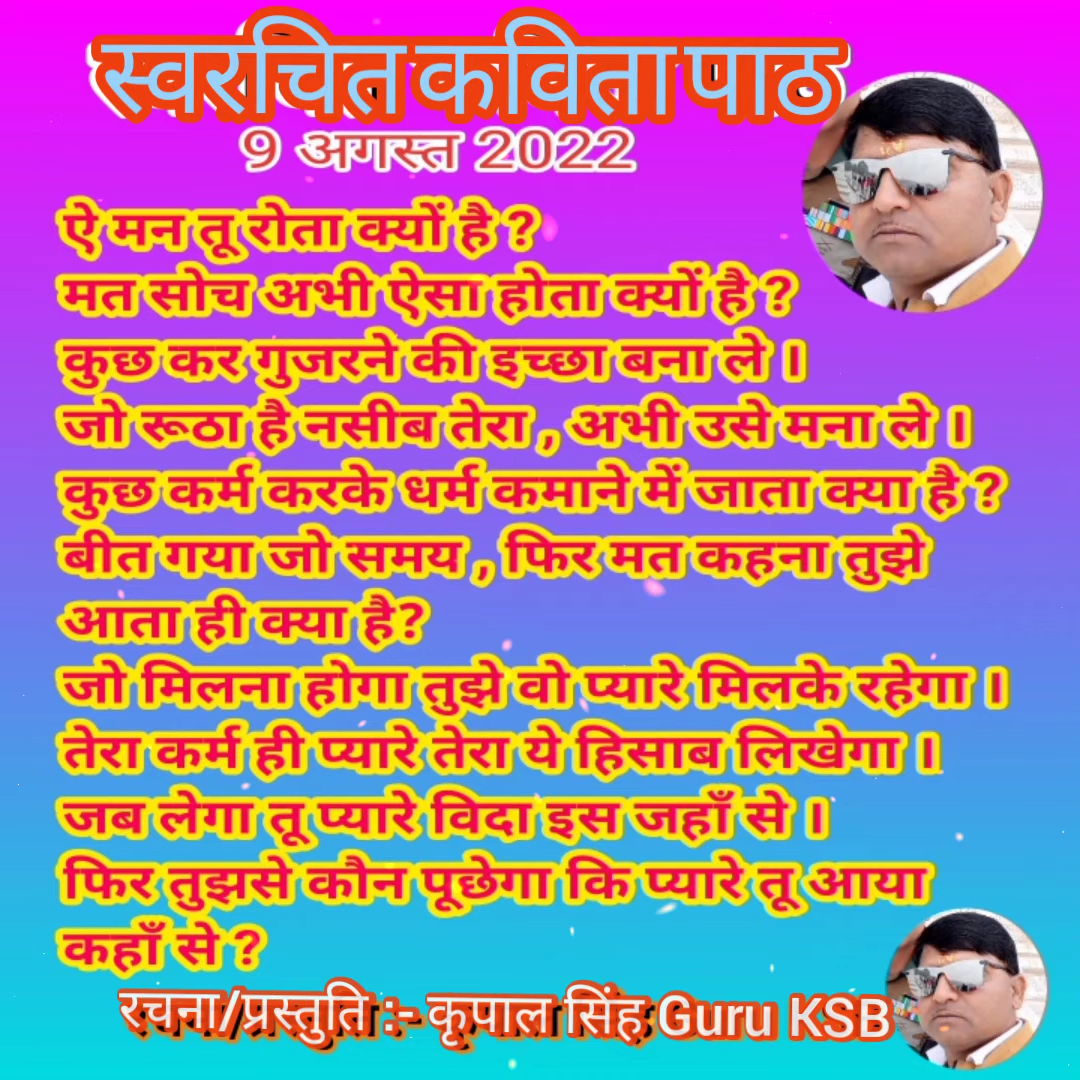 स्वरचित कविता पाठ
9 अगस्त 2022
ऐ मन तू रोता क्यों है ?
मत सोच अभी ऐसा होता क्यों है ?
कुछ कर गुजरने की इच्छा बना ले ।
जो रूठा है नसीब तेरा , अभी उसे मना ले ।
कुछ कर्म करके धर्म कमाने में जाता क्या है ?
बीत गया जो समय , फिर मत कहना तुझे
आता ही क्या है?
जो मिलना होगा तुझे वो प्यारे मिलके रहेगा ।
तेरा कर्म ही प्यारे तेरा ये हिसाब लिखेगा ।
जब लेगा तू प्यारे विदा इस जहाँ से ।
फिर तुझसे कौन पूछेगा कि प्यारे तू आया
कहाँ से ?
रचना/प्रस्तुति :- कृपाल सिंह Guru KSB